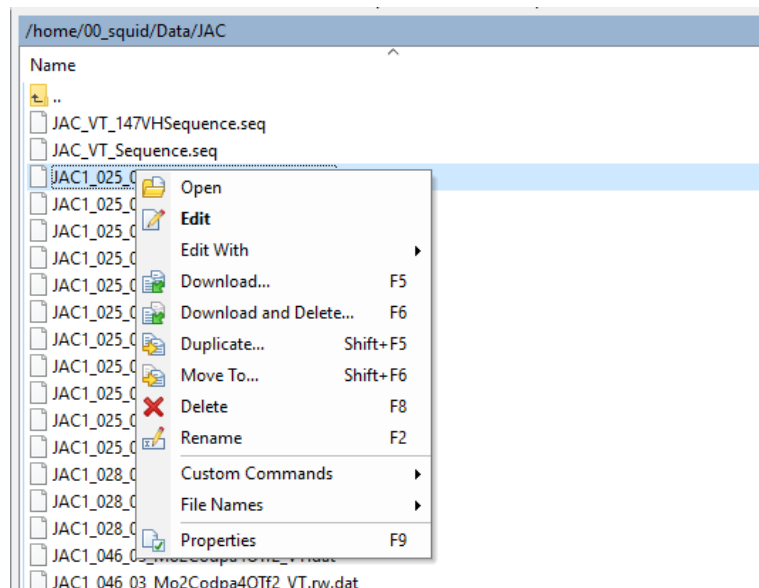 /home/00_squid/Data/JAC
Name
..
JAC_VT_147VHSequence.seq
JAC_VT_Sequence.seq
JAC1_025_0
Open
JAC1_025_0
Edit
JAC1_025_0
Edit With
JAC1_025_0
JAC1_025_0
Download... F5
JAC1_025_0
Download and Delete... F6
JAC1_025_0
Duplicate... Shift+F5
JAC1_025_0
Move To... Shift+F6
JAC1_025_0
Delete F8
JAC1_025_0
Rename F2
JAC1_025_0
JAC1_028_0
Custom Commands
JAC1_028_0
File Names
JAC1_028_0
Properties F9
JAC1_046_03_Mo2Codpa4OTf2_VT.dat
JAC1_046_03_Mo2Codpa4OTf2_VT.rw.dat